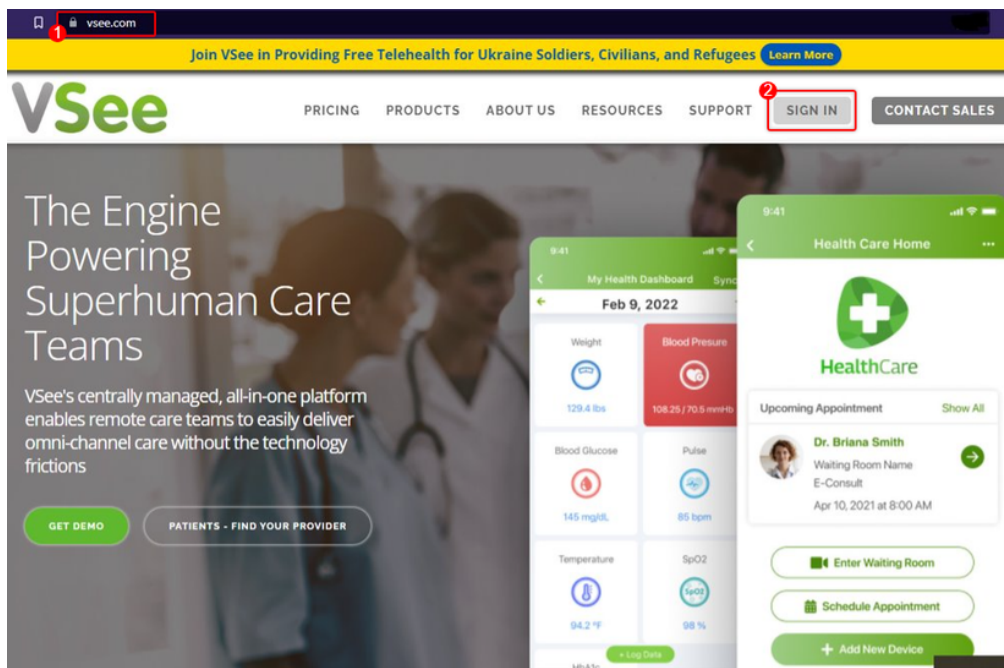 1
vsee.com
Join VSee in Providing Free Telehealth for Ukraine Soldiers, Civilians, and Refugees Learn More
VSee
PRICING PRODUCTS ABOUT US RESOURCES SUPPORT
2
SIGN IN
CONTACT SALES
The Engine
Powering
Superhuman Care
Teams
VSee's centrally managed, all-in-one platform
enables remote care teams to easily deliver
omni-channel care without the technology
frictions
GET DEMO
PATIENTS - FIND YOUR PROVIDER
9:41
My Health Dashboard Sync
Feb 9, 2022
Weight
129.4 lbs
Blood Presure
108.25 / 70.5 mmHb
Blood Glucose
145 mg/dL
Pulse
85 bpm
Temperature
94.2 °F
SpO2
SpO2
98 %
+ Log Data
HbA1c
9:41
Health Care Home
HealthCare
Upcoming Appointment Show All
Dr. Briana Smith
Waiting Room Name
E-Consult
Apr 10, 2021 at 8:00 AM
Enter Waiting Room
Schedule Appointment
+ Add New Device